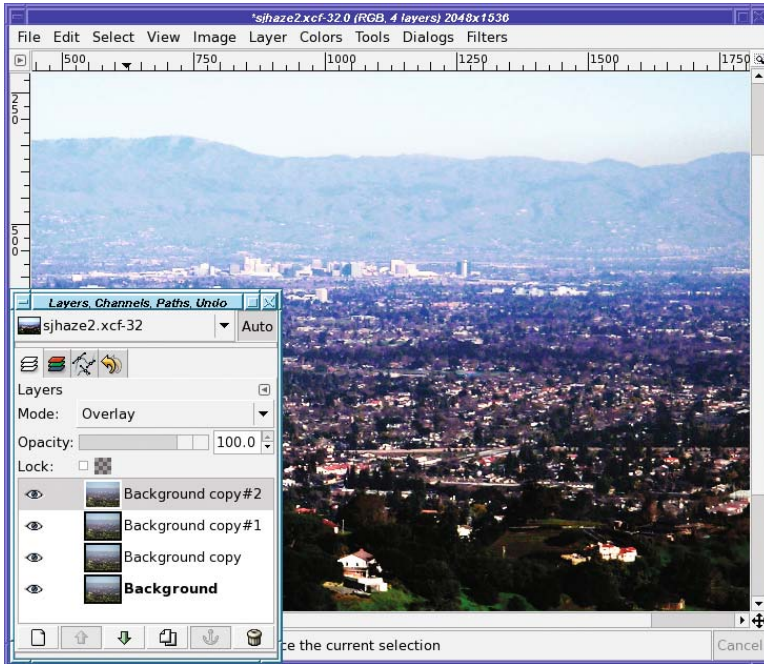 *sjhaze2.xcf-32.0 (RGB, 4 layers) 2048x1536
File Edit Select View Image Layer Colors Tools Dialogs Filters
500 750 1000 1250 1500 1750
250
500
Layers, Channels, Paths, Undo
sjhaze2.xcf-32 Auto
Layers
Mode: Overlay
Opacity: 100.0
Lock:
Background copy#2
Background copy#1
Background copy
Background
ce the current selection
Cancel